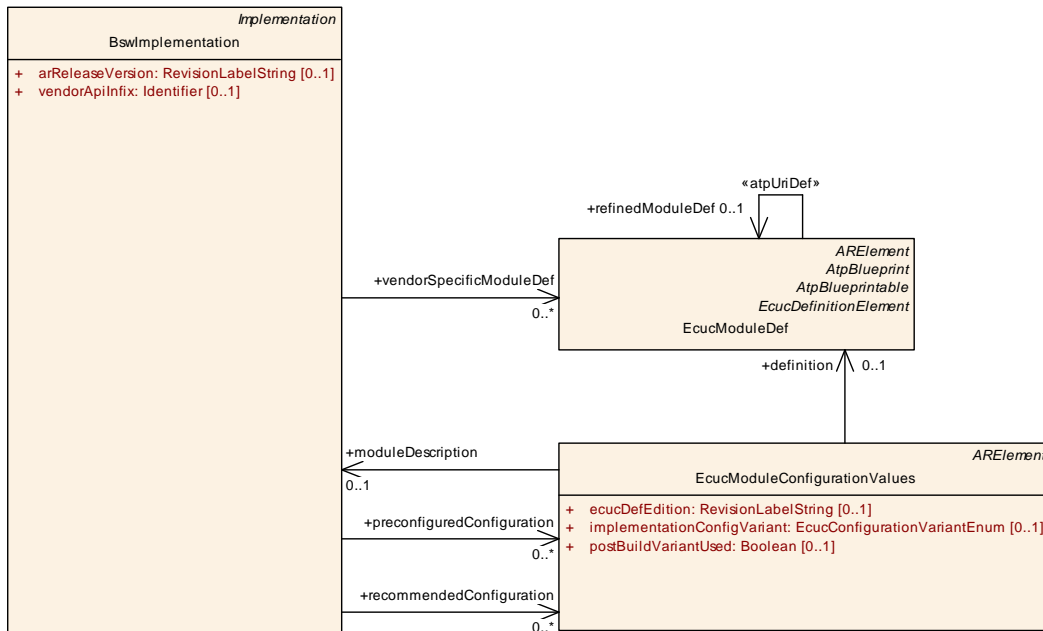 Implementation
BswImplementation
+ arReleaseVersion: RevisionLabelString [0..1]
+ vendorApiInfix: Identifier [0..1]
«atpUriDef»
+refinedModuleDef 0..1
ARElement
AtpBlueprint
AtpBlueprintable
EcucDefinitionElement
EcucModuleDef
+vendorSpecificModuleDef
0..*
+definition 0..1
+moduleDescription
0..1
ARElement
EcucModuleConfigurationValues
+ ecucDefEdition: RevisionLabelString [0..1]
+ implementationConfigVariant: EcucConfigurationVariantEnum [0..1]
+ postBuildVariantUsed: Boolean [0..1]
+preconfiguredConfiguration
0..*
+recommendedConfiguration
0..*